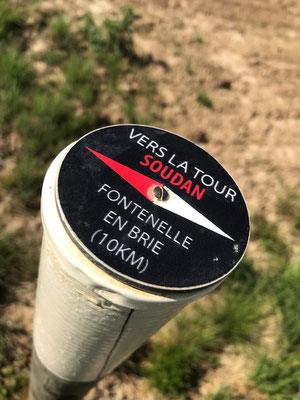 VERS LA TOUR
SOUDAN
FONTENELLE
EN BRIE
(10KM)